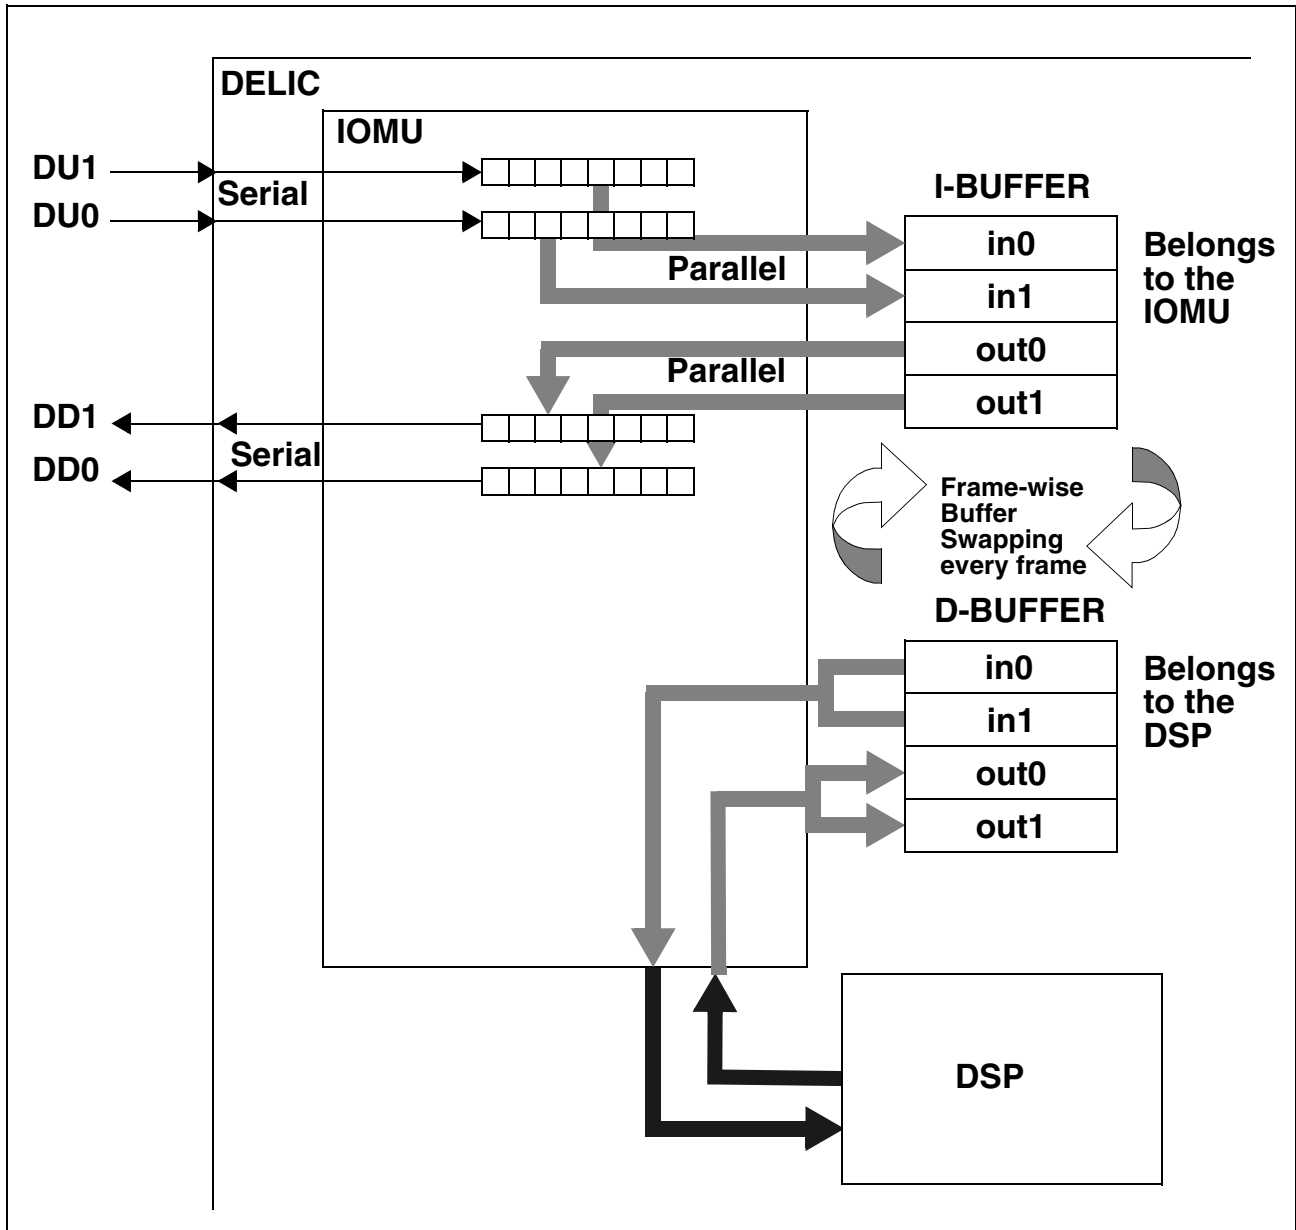 DELIC
IOMU
DU1
Serial
DU0
I-BUFFER
in0
Belongs
to the
IOMU
Parallel
in1
out0
Parallel
out1
DD1
Serial
DD0
Frame-wise
Buffer
Swapping
every frame
D-BUFFER
in0
Belongs
to the
DSP
in1
out0
out1
DSP